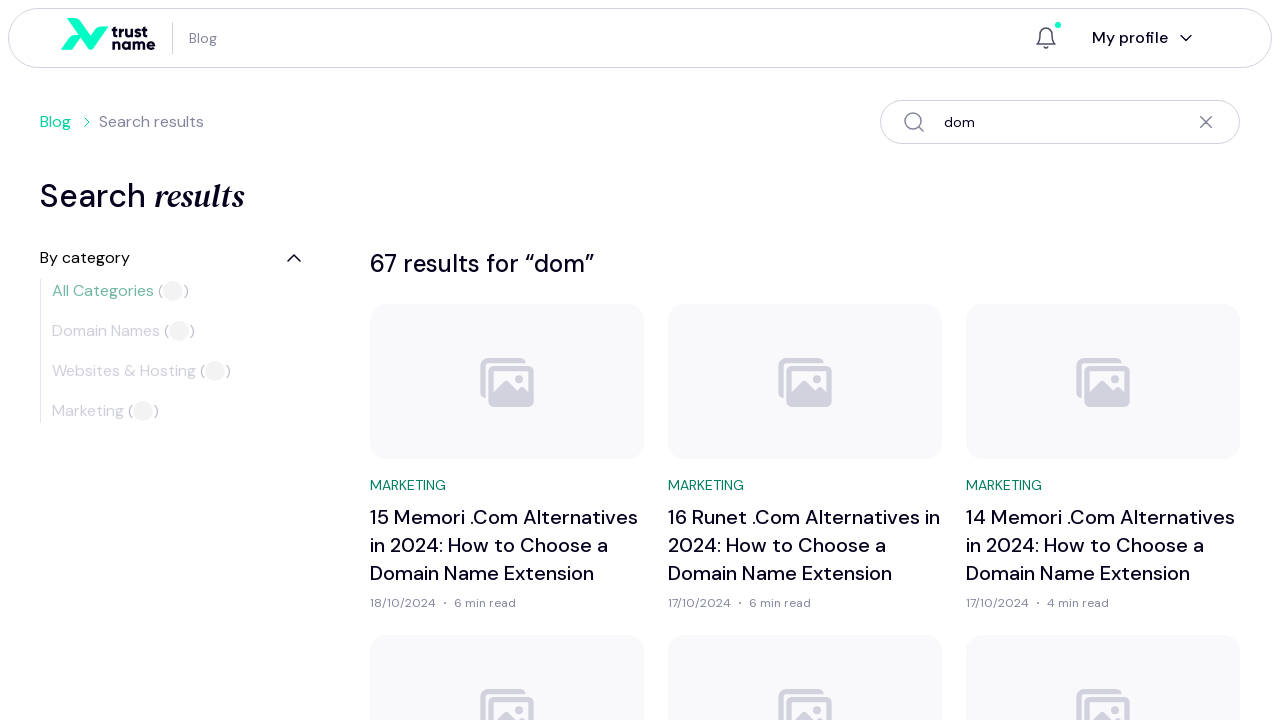 trust
name
Blog
My profile
Blog
Search results
dom
Search results
By category
All Categories ( )
Domain Names ( )
Websites & Hosting ( )
Marketing ( )
67 results for “dom”
MARKETING
15 Memori .Com Alternatives
in 2024: How to Choose a
Domain Name Extension
18/10/2024 • 6 min read
MARKETING
16 Runet .Com Alternatives in
2024: How to Choose a
Domain Name Extension
17/10/2024 • 6 min read
MARKETING
14 Memori .Com Alternatives
in 2024: How to Choose a
Domain Name Extension
17/10/2024 • 4 min read